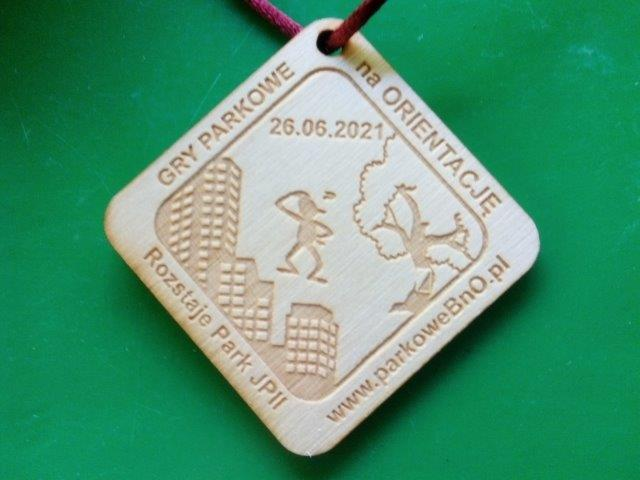 GRY PARKOWE
na ORIENTACJĘ
26.06.2021
Rozstaje Park JPII
www.parkoweBnO.pl